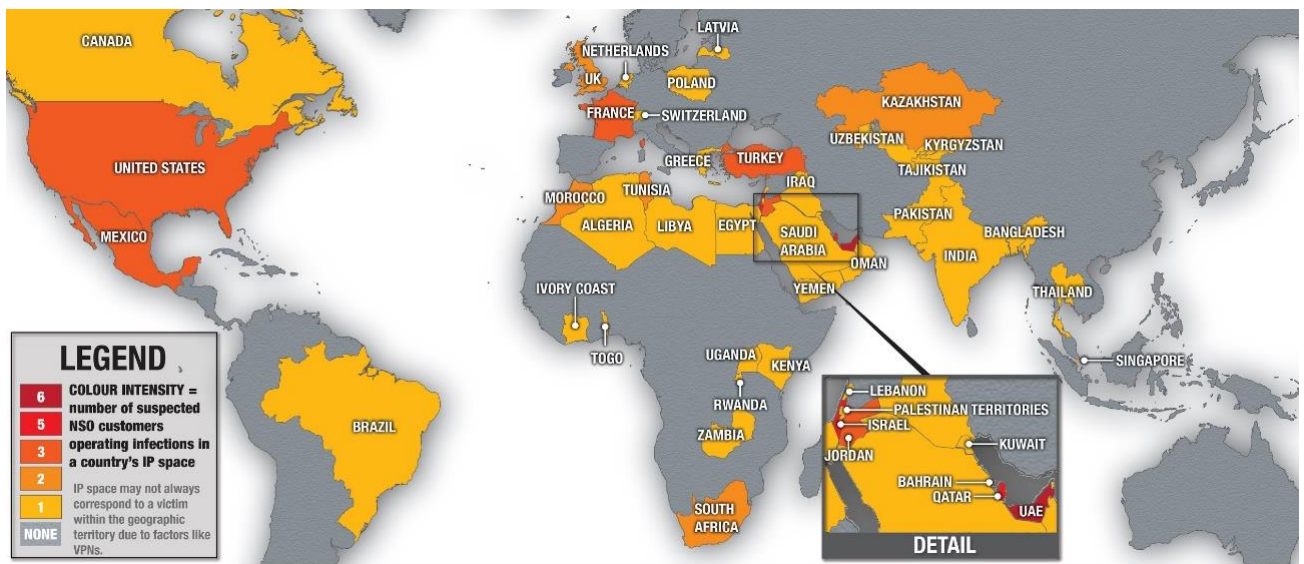 CANADA
UNITED STATES
MEXICO
BRAZIL
LATVIA
NETHERLANDS
UK
POLAND
FRANCE
SWITZERLAND
GREECE
TURKEY
KAZAKHSTAN
UZBEKISTAN
KYRGYZSTAN
TAJIKISTAN
MOROCCO
TUNISIA
IRAQ
ALGERIA
LIBYA
EGYPT
SAUDI
ARABIA
OMAN
YEMEN
PAKISTAN
INDIA
BANGLADESH
THAILAND
SINGAPORE
IVORY COAST
TOGO
UGANDA
KENYA
RWANDA
ZAMBIA
SOUTH
AFRICA
LEGEND
6
5
3
2
1
NONE
COLOUR INTENSITY =
number of suspected
NSO customers
operating infections in
a country's IP space
IP space may not always
correspond to a victim
within the geographic
territory due to factors like
VPNs.
LEBANON
PALESTINAN TERRITORIES
ISRAEL
JORDAN
KUWAIT
BAHRAIN
QATAR
UAE
DETAIL